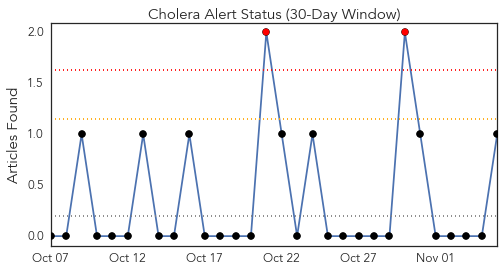 Cholera Alert Status (30-Day Window)
Articles Found
2.0
1.5
1.0
0.5
0.0
Oct 07 Oct 12 Oct 17 Oct 22 Oct 27 Nov 01